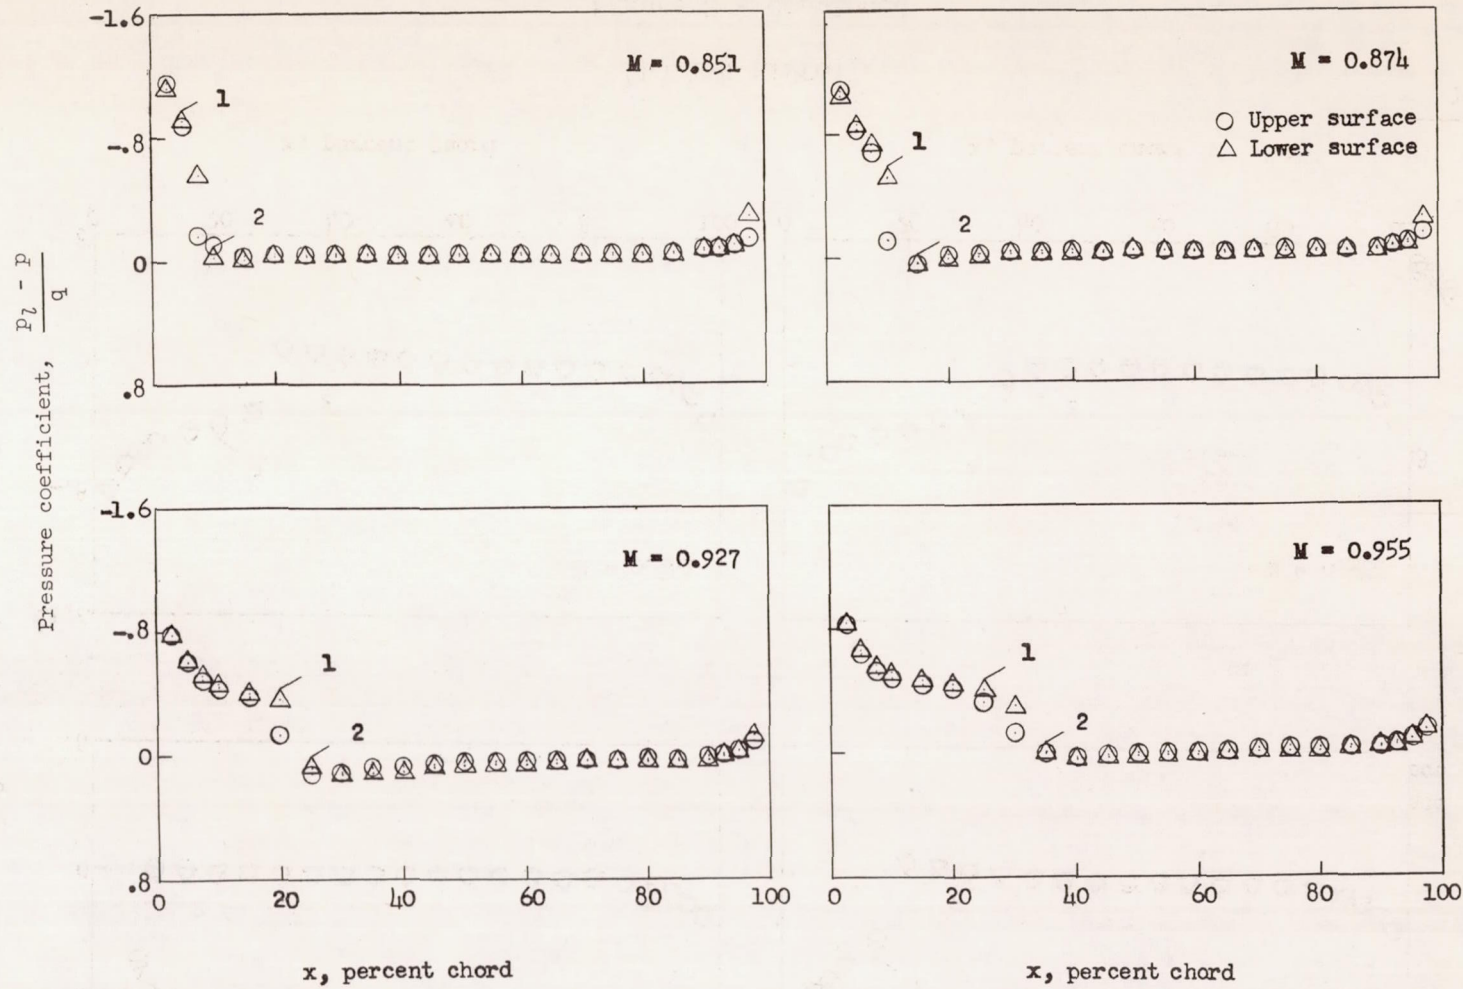 -1.6
-.8
0
.8
M = 0.851
1
2
M = 0.874
○ Upper surface
△ Lower surface
1
2
Pressure coefficient, p_l - p / q
-1.6
-.8
0
.8
M = 0.927
1
2
0 20 40 60 80 100
x, percent chord
M = 0.955
1
2
0 20 40 60 80 100
x, percent chord